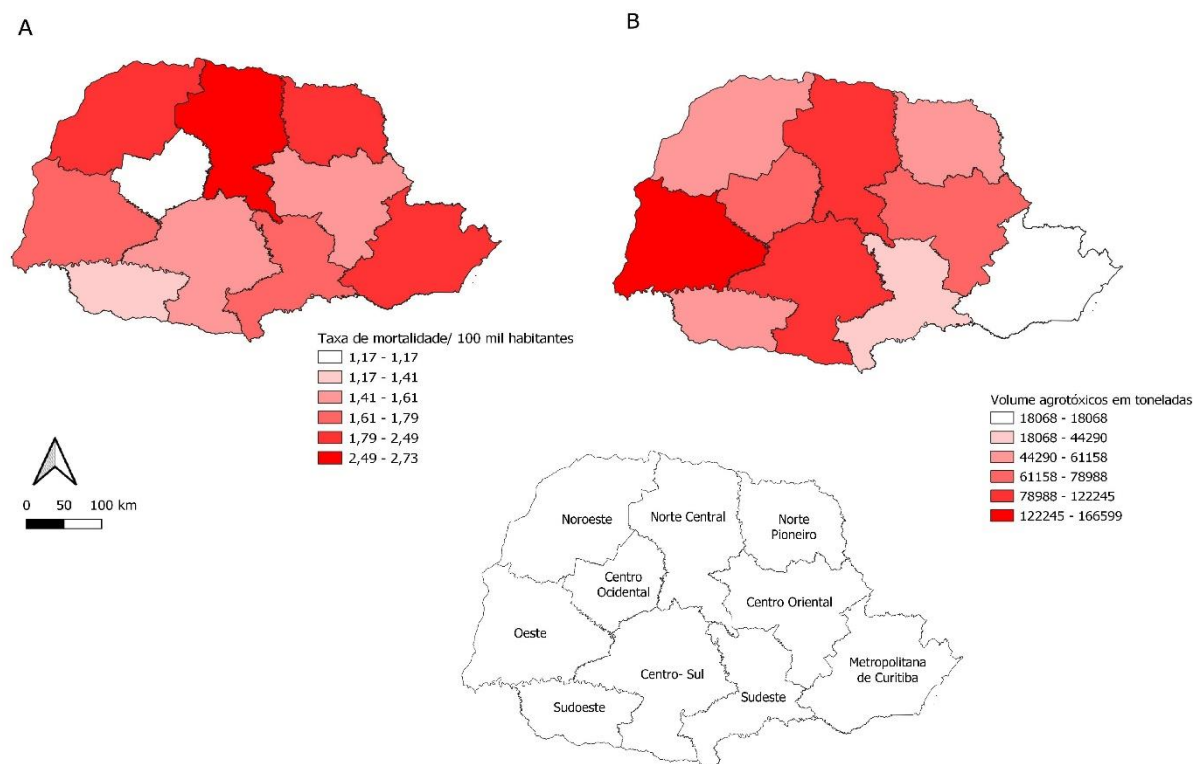 A
B
Taxa de mortalidade/ 100 mil habitantes
1,17 - 1,17
1,17 - 1,41
1,41 - 1,61
1,61 - 1,79
1,79 - 2,49
2,49 - 2,73
0 50 100 km
Volume agrotóxicos em toneladas
18068 - 18068
18068 - 44290
44290 - 61158
61158 - 78988
78988 - 122245
122245 - 166599
Noroeste
Norte Central
Norte
Pioneiro
Centro
Ocidental
Centro Oriental
Oeste
Centro- Sul
Metropolitana
de Curitiba
Sudoeste
Sudeste